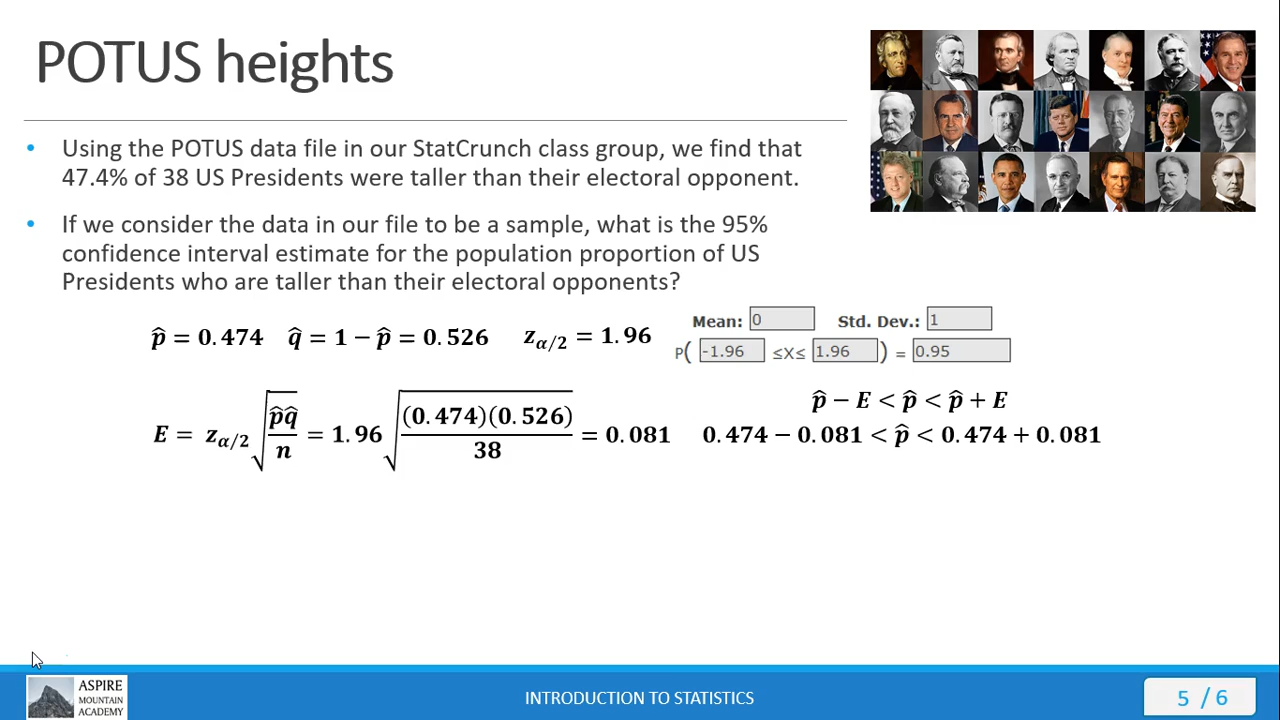 POTUS heights
• Using the POTUS data file in our StatCrunch class group, we find that
47.4% of 38 US Presidents were taller than their electoral opponent.
• If we consider the data in our file to be a sample, what is the 95%
confidence interval estimate for the population proportion of US
Presidents who are taller than their electoral opponents?
p̂ = 0.474 q̂ = 1 − p̂ = 0.526 z_{α/2} = 1.96
Mean: 0 Std. Dev.: 1
P( -1.96 ≤X≤ 1.96 ) = 0.95
E = z_{α/2} √(p̂q̂/n) = 1.96 √((0.474)(0.526)/38) = 0.081
p̂ − E < p̂ < p̂ + E
0.474 − 0.081 < p̂ < 0.474 + 0.081
ASPIRE
MOUNTAIN
ACADEMY
INTRODUCTION TO STATISTICS
5 / 6